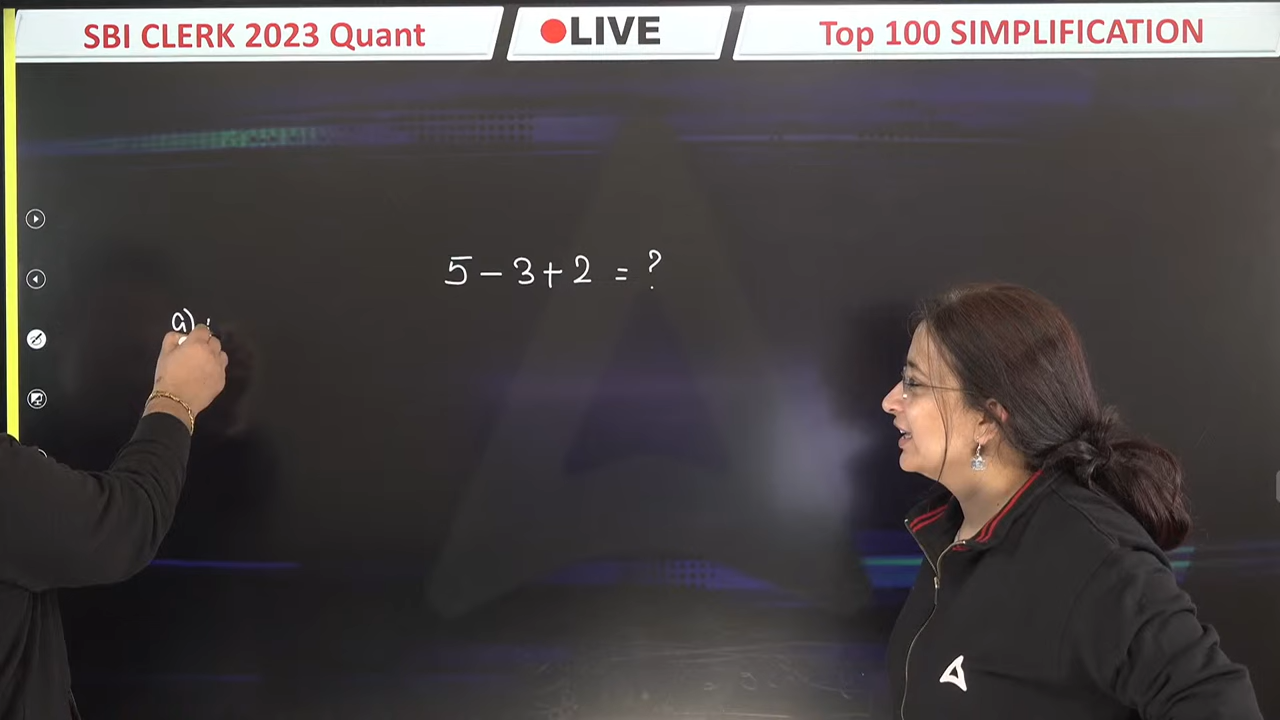 SBI CLERK 2023 Quant
LIVE
Top 100 SIMPLIFICATION
5 - 3 + 2 = ?
a)